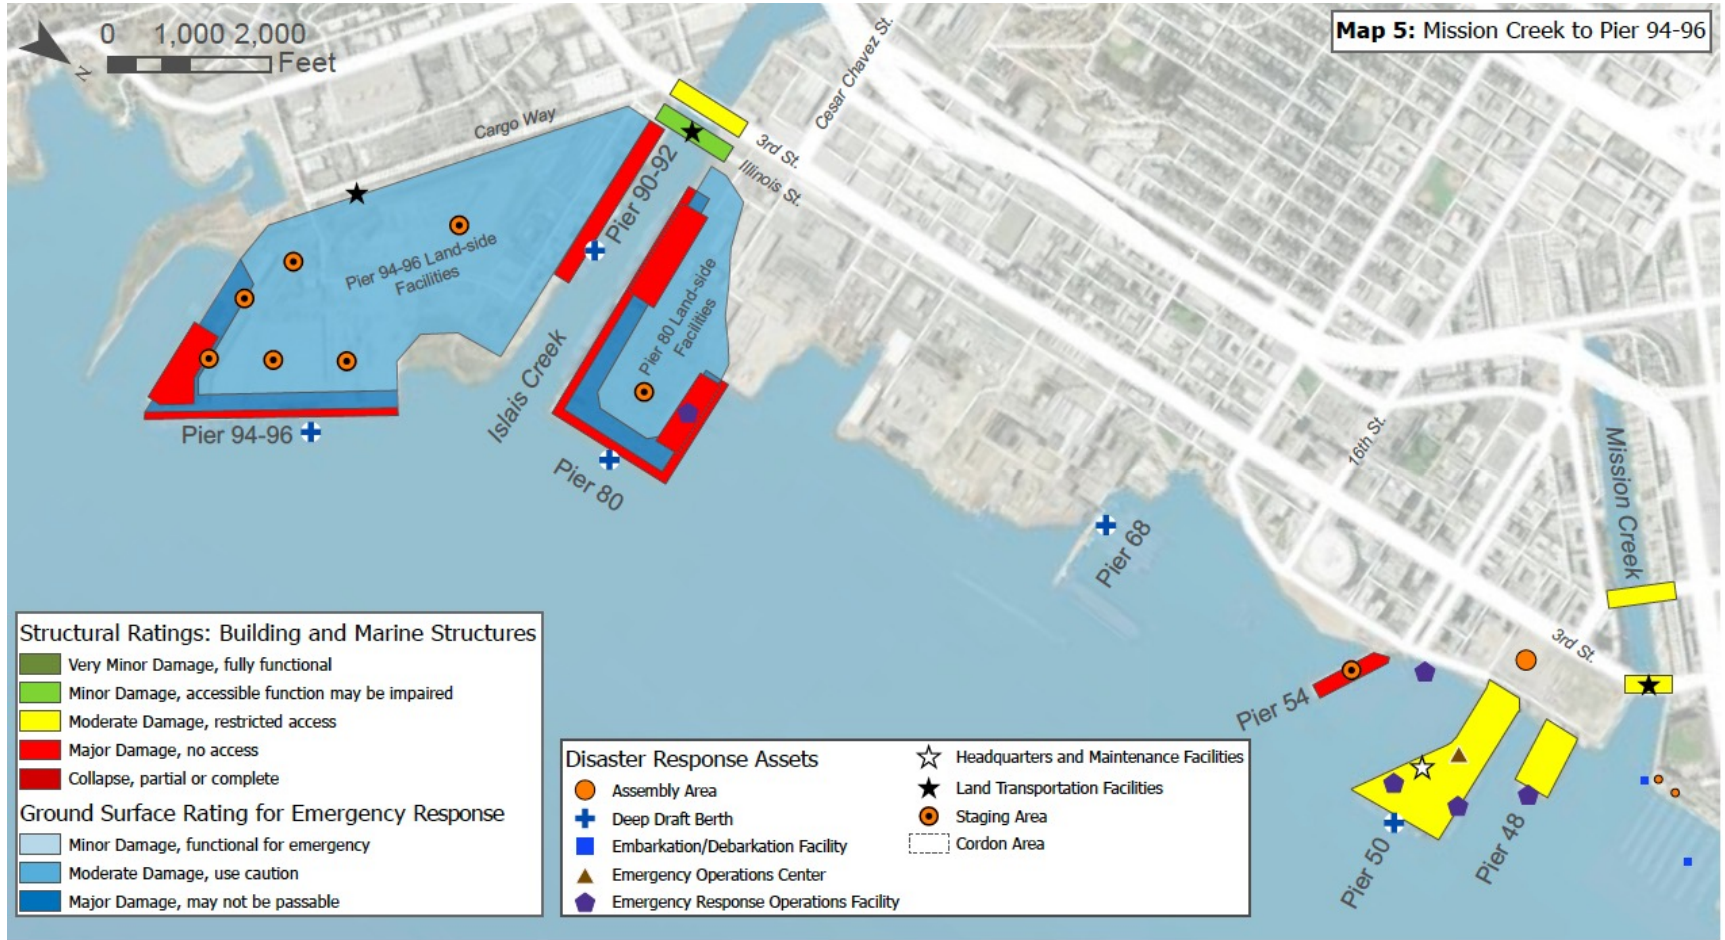 Map 5: Mission Creek to Pier 94-96
0 1,000 2,000
Feet
N
Cargo Way
Cesar Chavez St.
3rd St.
Illinois St.
Pier 90-92
Pier 94-96 Land-side
Facilities
Pier 80 Land-side
Facilities
Islais Creek
Pier 94-96
Pier 80
Pier 68
16th St.
Mission Creek
3rd St.
Pier 54
Pier 50
Pier 48
Structural Ratings: Building and Marine Structures
Very Minor Damage, fully functional
Minor Damage, accessible function may be impaired
Moderate Damage, restricted access
Major Damage, no access
Collapse, partial or complete
Ground Surface Rating for Emergency Response
Minor Damage, functional for emergency
Moderate Damage, use caution
Major Damage, may not be passable
Disaster Response Assets
Assembly Area
Deep Draft Berth
Embarkation/Debarkation Facility
Emergency Operations Center
Emergency Response Operations Facility
Headquarters and Maintenance Facilities
Land Transportation Facilities
Staging Area
Cordon Area